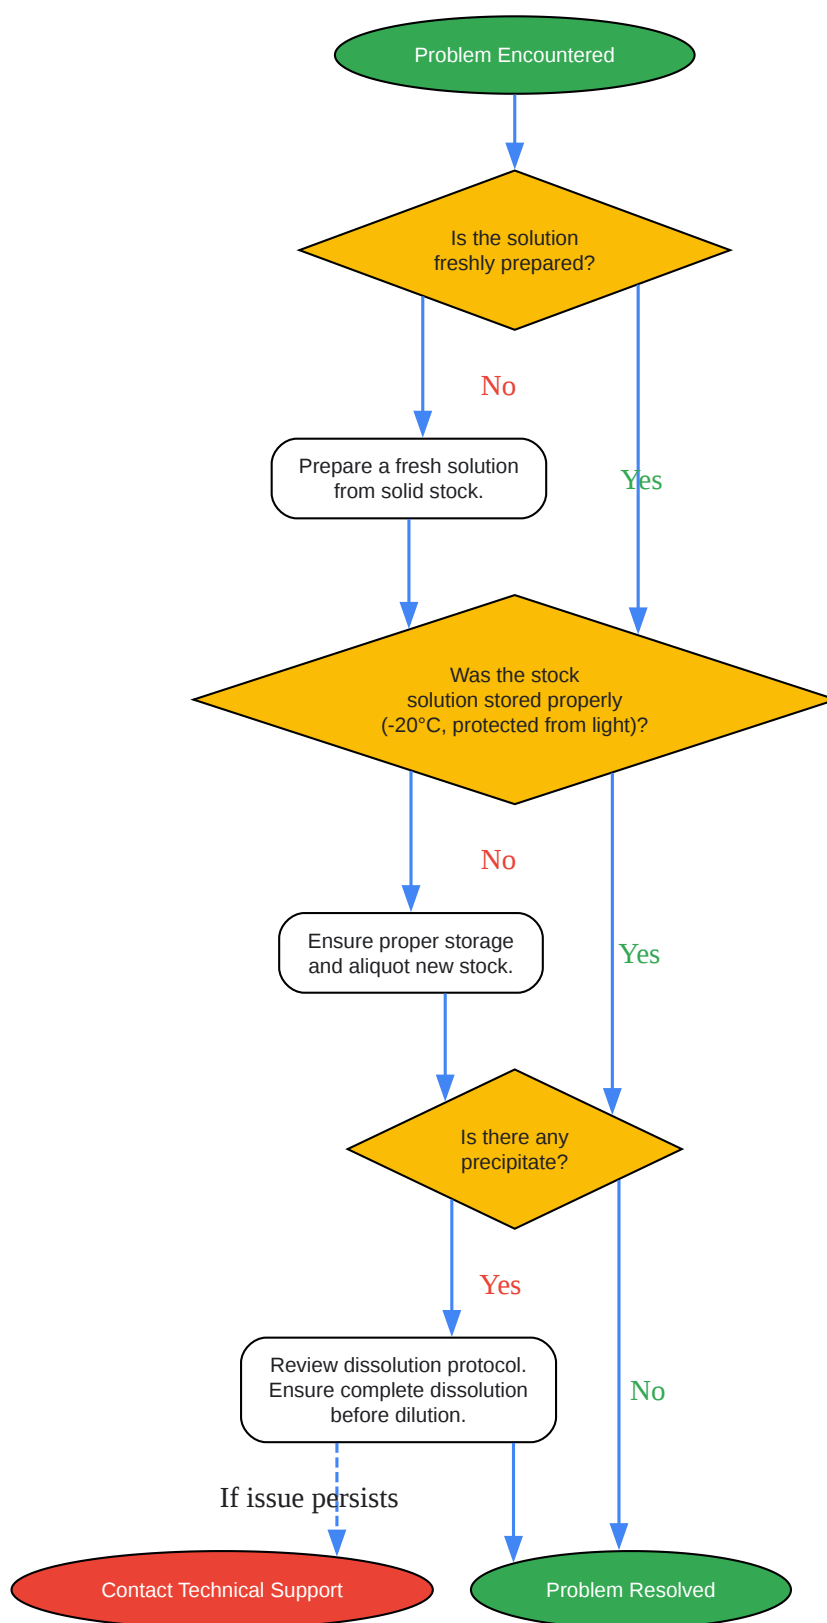 Problem Encountered
Is the solution
freshly prepared?
No
Prepare a fresh solution
from solid stock.
Yes
Was the stock
solution stored properly
(-20°C, protected from light)?
No
Ensure proper storage
and aliquot new stock.
Yes
Is there any
precipitate?
Yes
Review dissolution protocol.
Ensure complete dissolution
before dilution.
No
If issue persists
Contact Technical Support
Problem Resolved